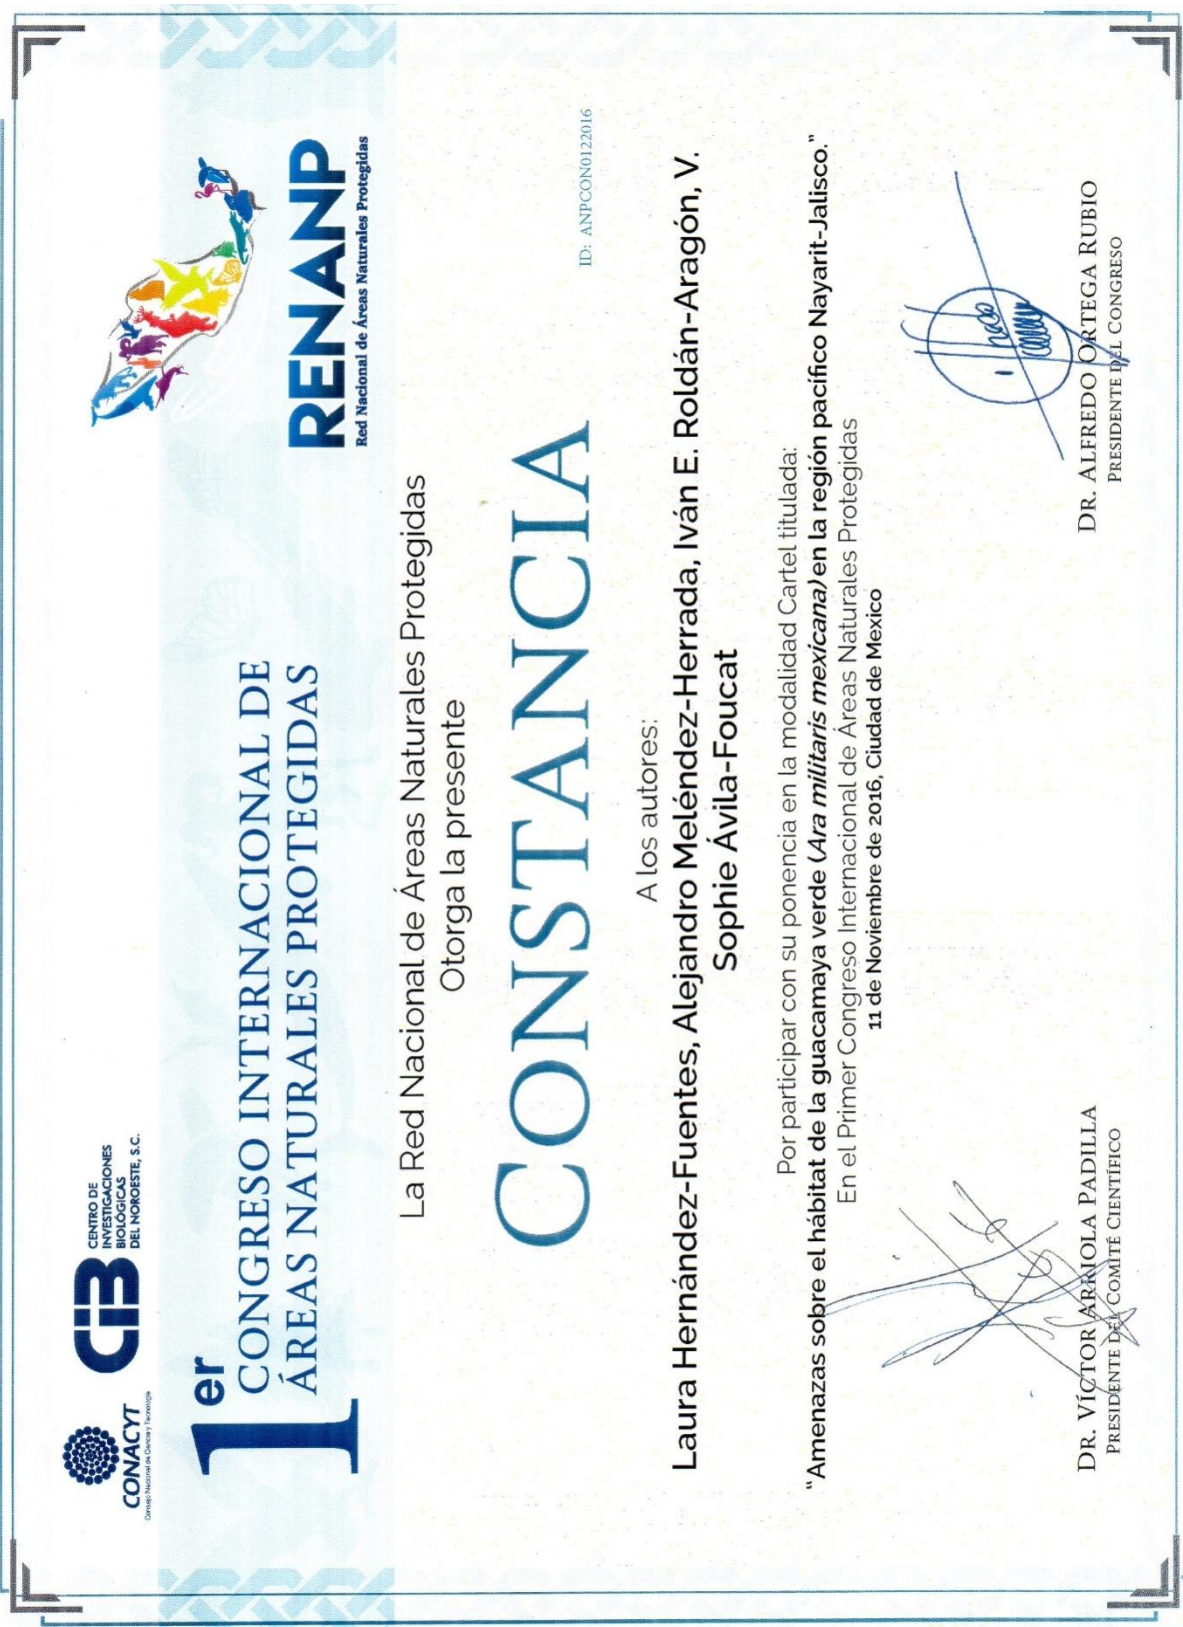 CONACYT
Consejo Nacional de Ciencia y Tecnología
CIB
CENTRO DE
INVESTIGACIONES
BIOLÓGICAS
DEL NOROESTE, S.C.
1er
CONGRESO INTERNACIONAL DE
ÁREAS NATURALES PROTEGIDAS
RENANP
Red Nacional de Áreas Naturales Protegidas
La Red Nacional de Áreas Naturales Protegidas
Otorga la presente
CONSTANCIA
ID: ANPCON0122016
A los autores:
Laura Hernández-Fuentes, Alejandro Meléndez-Herrada, Iván E. Roldán-Aragón, V.
Sophie Ávila-Foucat
Por participar con su ponencia en la modalidad Cartel titulada:
“Amenazas sobre el hábitat de la guacamaya verde (Ara militaris mexicana) en la región pacífico Nayarit-Jalisco.”
En el Primer Congreso Internacional de Áreas Naturales Protegidas
11 de Noviembre de 2016, Ciudad de Mexico
DR. VÍCTOR ARRIOLA PADILLA
PRESIDENTE DEL COMITÉ CIENTÍFICO
DR. ALFREDO ORTEGA RUBIO
PRESIDENTE DEL CONGRESO